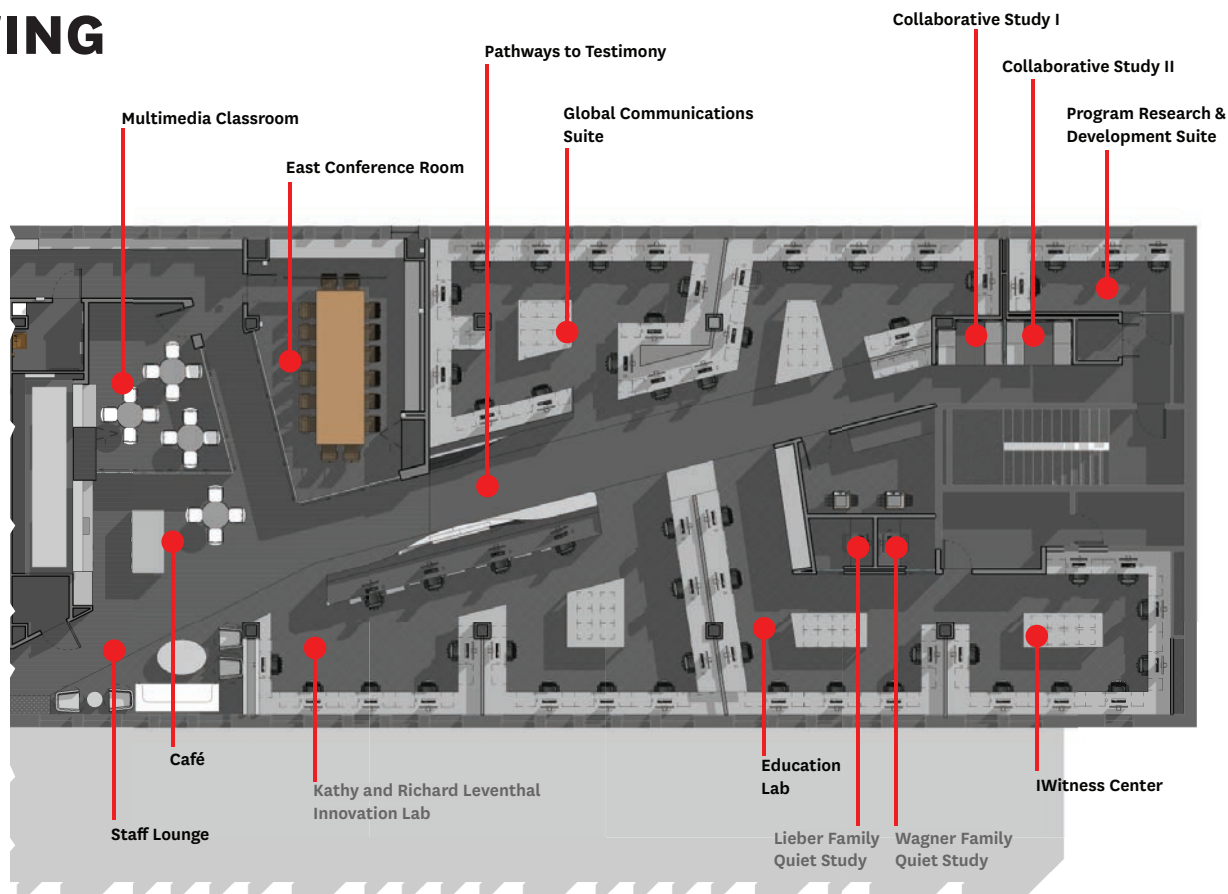 WING
Collaborative Study I
Pathways to Testimony
Collaborative Study II
Multimedia Classroom
Global Communications
Suite
Program Research &
Development Suite
East Conference Room
Café
Education
Lab
IWitness Center
Kathy and Richard Leventhal
Innovation Lab
Staff Lounge
Lieber Family
Quiet Study
Wagner Family
Quiet Study